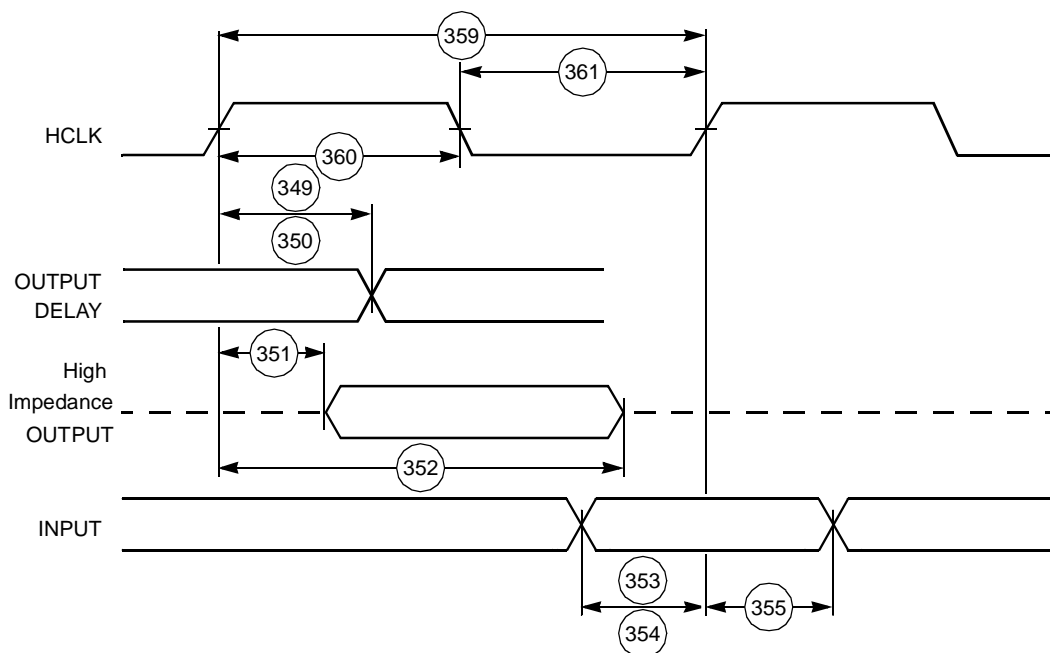 359
361
HCLK
360
349
350
OUTPUT
DELAY
351
High
Impedance
OUTPUT
352
INPUT
353
355
354